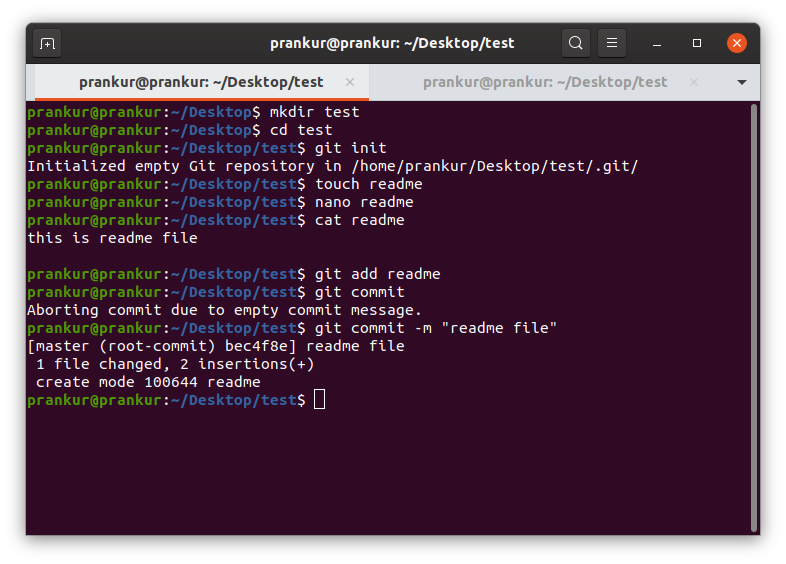 prankur@prankur: ~/Desktop/test
prankur@prankur: ~/Desktop/test × prankur@prankur: ~/Desktop/test ×
prankur@prankur:~/Desktop$ mkdir test
prankur@prankur:~/Desktop$ cd test
prankur@prankur:~/Desktop/test$ git init
Initialized empty Git repository in /home/prankur/Desktop/test/.git/
prankur@prankur:~/Desktop/test$ touch readme
prankur@prankur:~/Desktop/test$ nano readme
prankur@prankur:~/Desktop/test$ cat readme
this is readme file
prankur@prankur:~/Desktop/test$ git add readme
prankur@prankur:~/Desktop/test$ git commit
Aborting commit due to empty commit message.
prankur@prankur:~/Desktop/test$ git commit -m "readme file"
[master (root-commit) bec4f8e] readme file
 1 file changed, 2 insertions(+)
 create mode 100644 readme
prankur@prankur:~/Desktop/test$